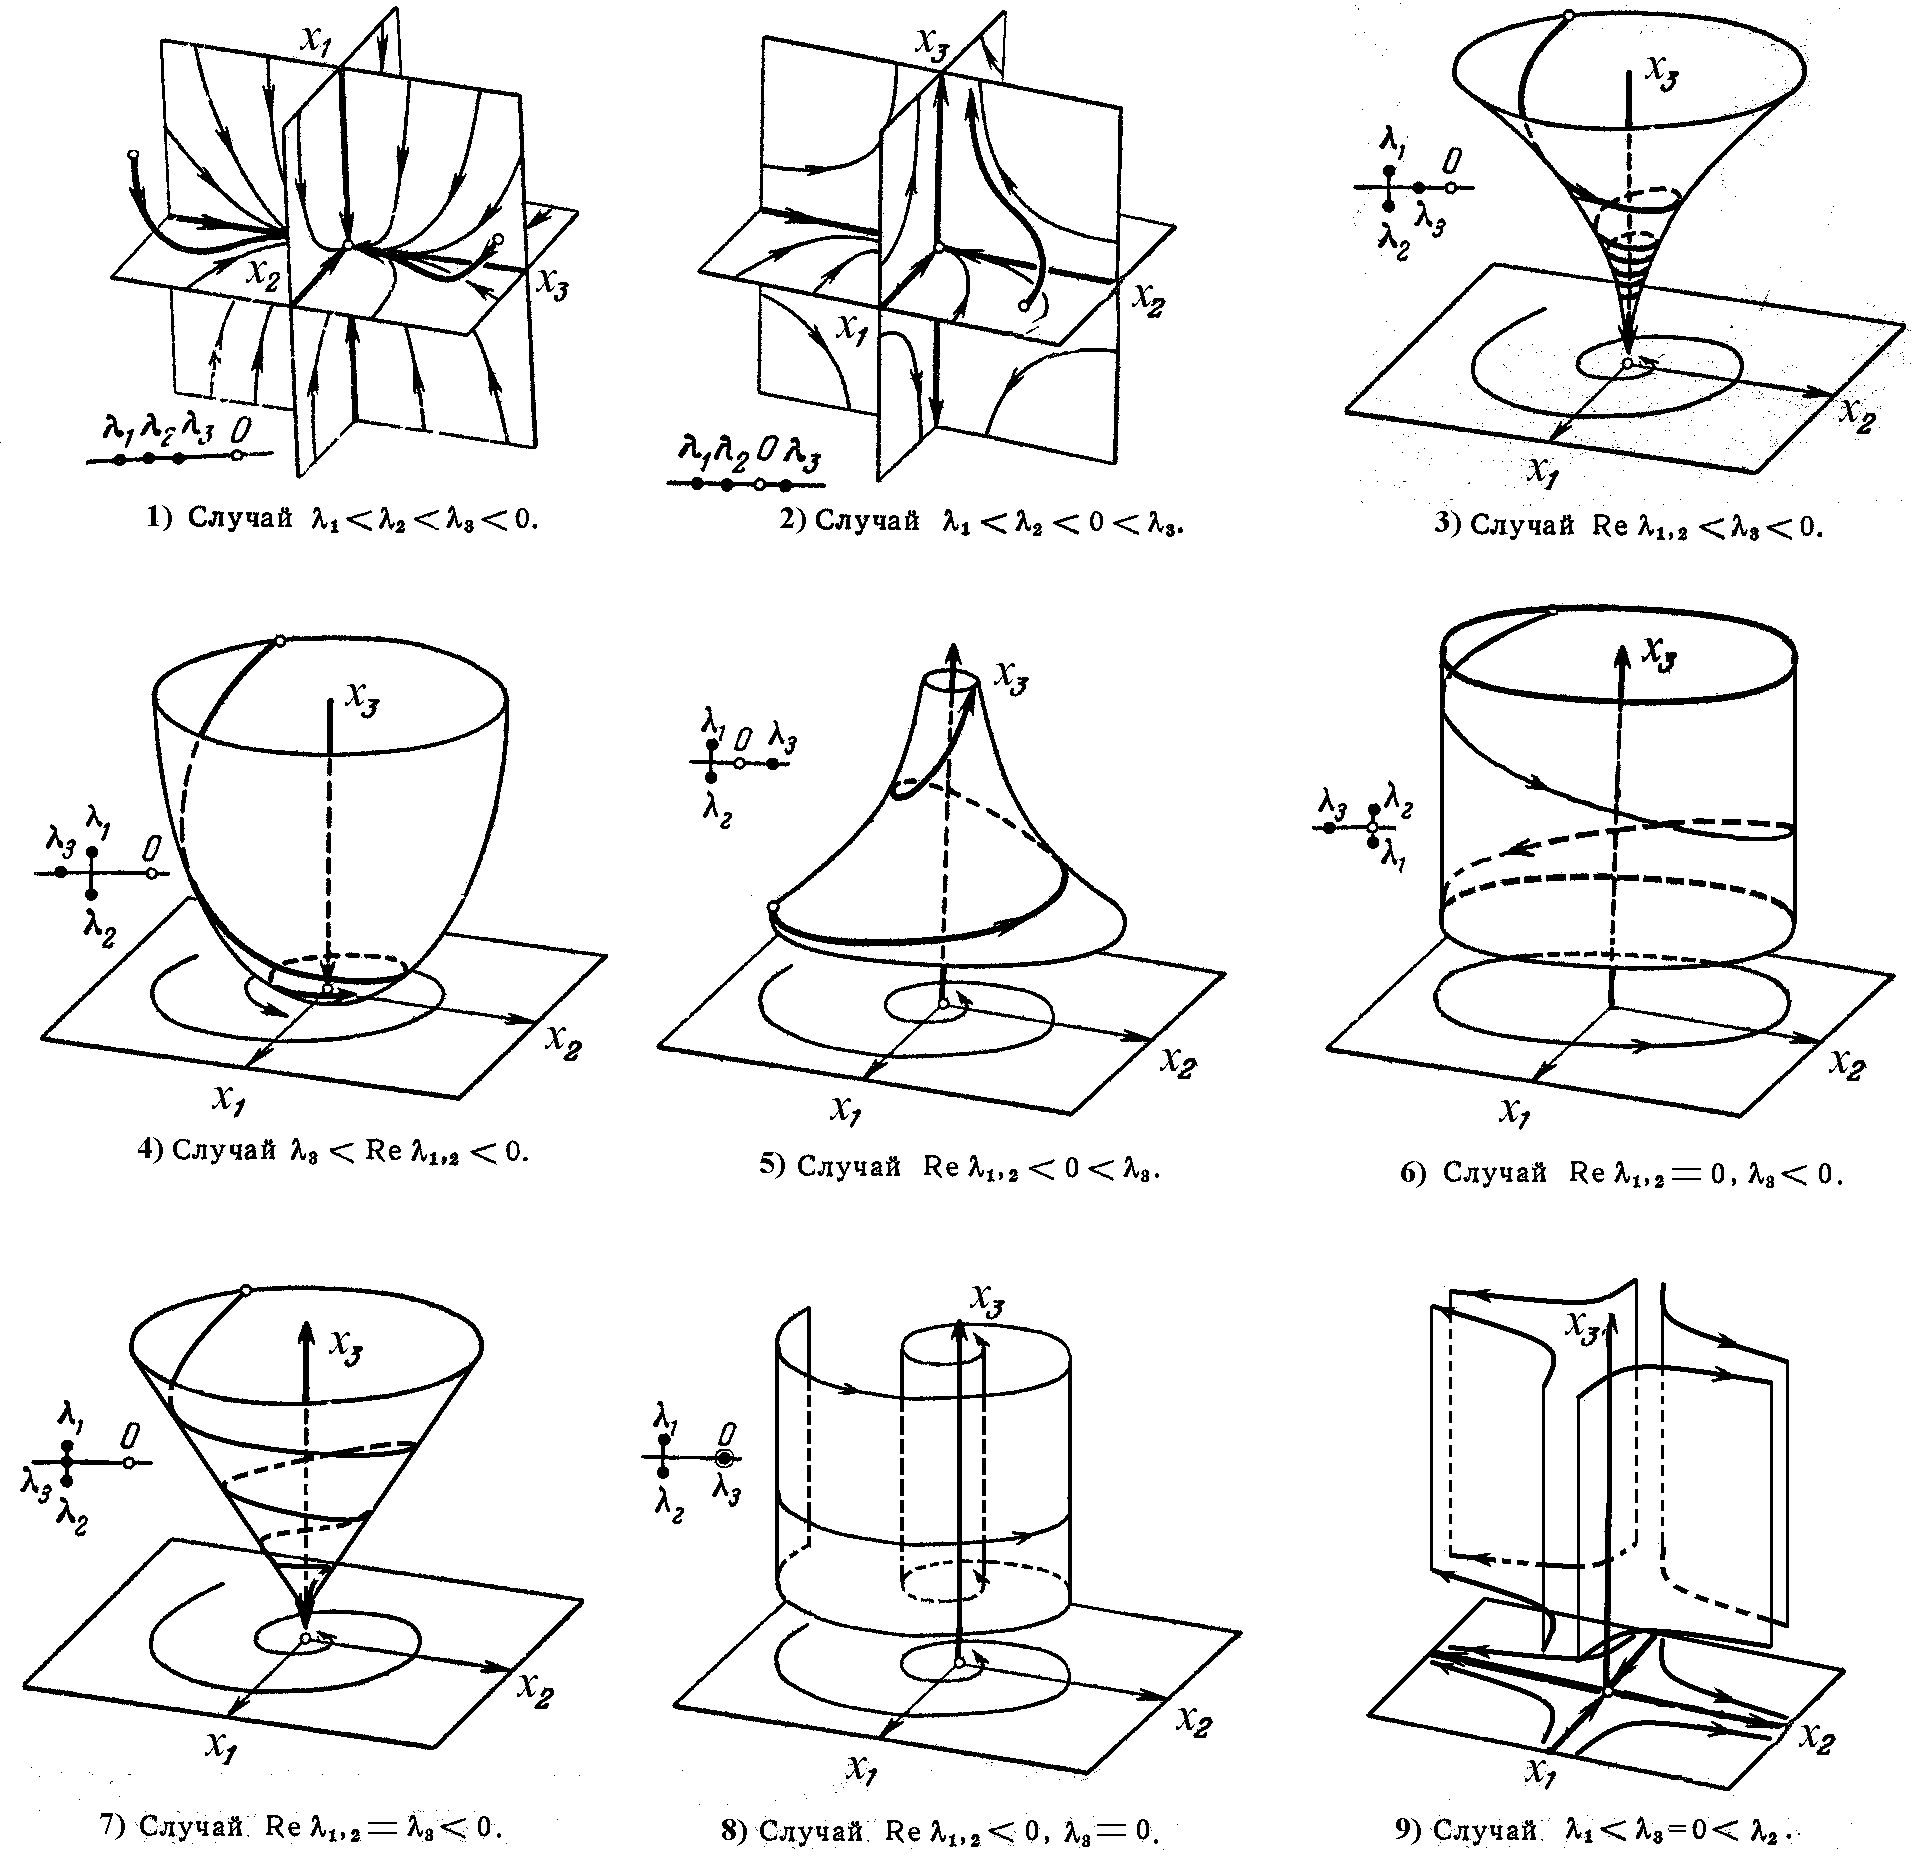 x₁
x₂
x₃
λ₁ λ₂ λ₃ 0
1) Случай λ₁ < λ₂ < λ₃ < 0.
x₃
x₂
x₁
λ₁ λ₂ 0 λ₃
2) Случай λ₁ < λ₂ < 0 < λ₃.
x₃
λ₁ 0
λ₃
λ₂
x₂
x₁
3) Случай Re λ₁,₂ < λ₃ < 0.
x₃
λ₁
λ₃ 0
λ₂
x₂
x₁
4) Случай λ₃ < Re λ₁,₂ < 0.
x₃
λ₁ 0 λ₃
λ₂
x₂
x₁
5) Случай Re λ₁,₂ < 0 < λ₃.
x₃
λ₃ λ₂
λ₁
x₂
x₁
6) Случай Re λ₁,₂ = 0, λ₃ < 0.
x₃
λ₁ 0
λ₃
λ₂
x₂
x₁
7) Случай Re λ₁,₂ = λ₃ < 0.
x₃
λ₁ 0
λ₂ λ₃
x₂
x₁
8) Случай Re λ₁,₂ < 0, λ₃ = 0.
x₃
x₂
x₁
9) Случай λ₁ < λ₃ = 0 < λ₂.